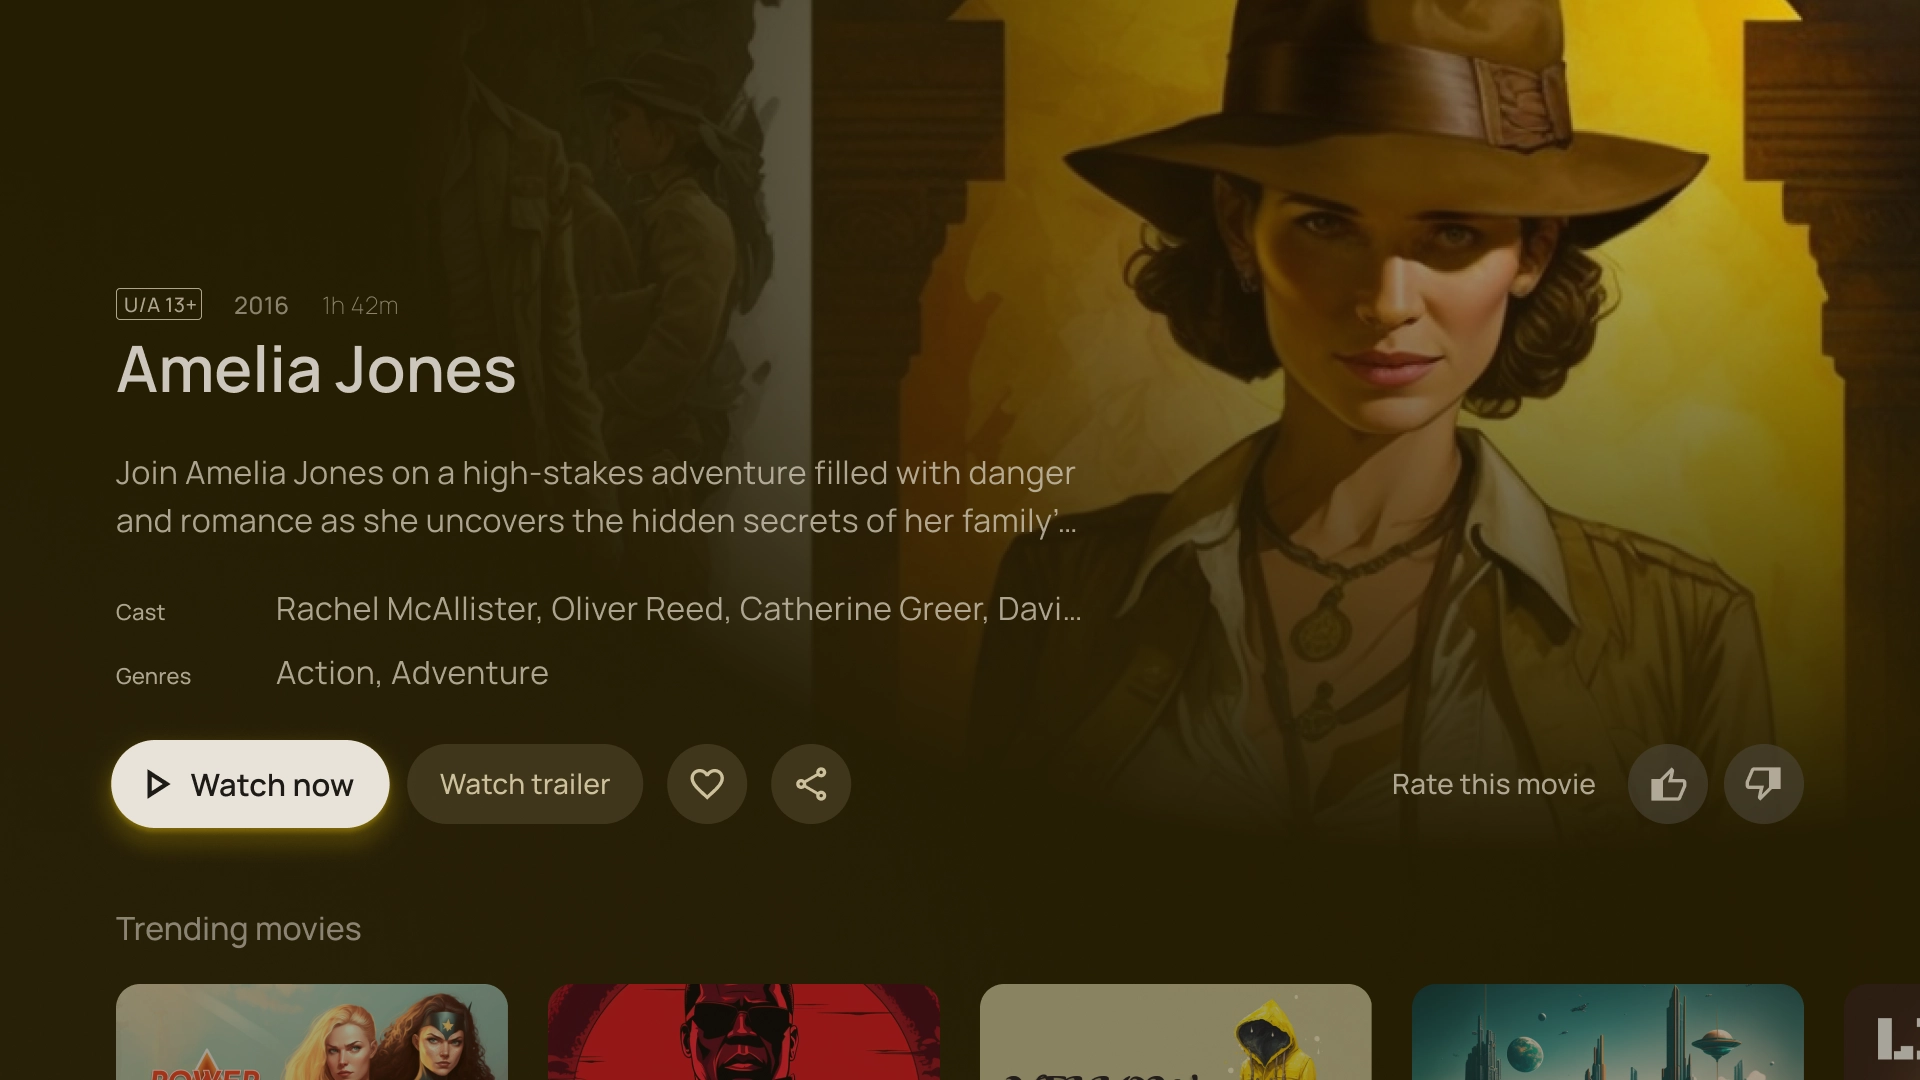 U/A 13+ 2016 1h 42m
Amelia Jones
Join Amelia Jones on a high-stakes adventure filled with danger
and romance as she uncovers the hidden secrets of her family’…
Cast Rachel McAllister, Oliver Reed, Catherine Greer, Davi…
Genres Action, Adventure
Watch now Watch trailer Rate this movie
Trending movies
POWER